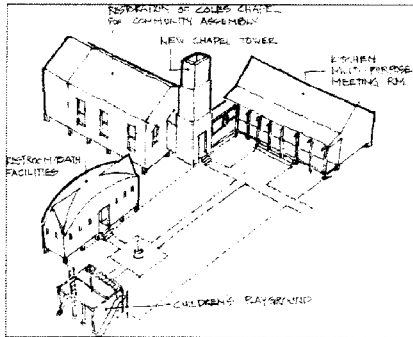 RESTORATION OF COLES CHAPEL
FOR COMMUNITY ASSEMBLY
NEW CHAPEL TOWER
KITCHEN
MULTI-PURPOSE
MEETING RM.
RESTROOM/BATH
FACILITIES
CHILDREN'S PLAYGROUND